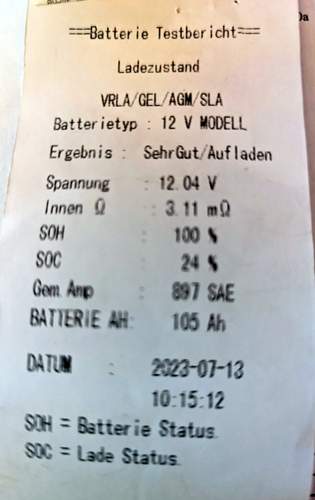 ===Batterie Testbericht===
Ladezustand
VRLA/GEL/AGM/SLA
Batterietyp : 12 V MODELL
Ergebnis : SehrGut/Aufladen
Spannung : 12.04 V
Innen Ω : 3.11 mΩ
SOH : 100 %
SOC : 24 %
Gem.Amp : 897 SAE
BATTERIE AH: 105 Ah
DATUM : 2023-07-13
10:15:12
SOH = Batterie Status.
SOC = Lade Status.